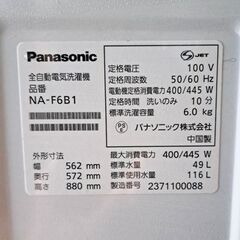 Panasonic
全自動電気洗濯機
品番
NA-F6B1
外形寸法
幅 562 mm
奥行 572 mm
高さ 880 mm
JET
定格電圧 100 V
定格周波数 50/60 Hz
電動機定格消費電力 400/445 W
定格時間 洗いのみ 10 分
標準洗濯容量 6.0 kg
PS E
パナソニック株式会社
中国製
最大消費電力 400/445 W
標準水量 49 L
標準使用水量 116 L
製造番号 2371100088